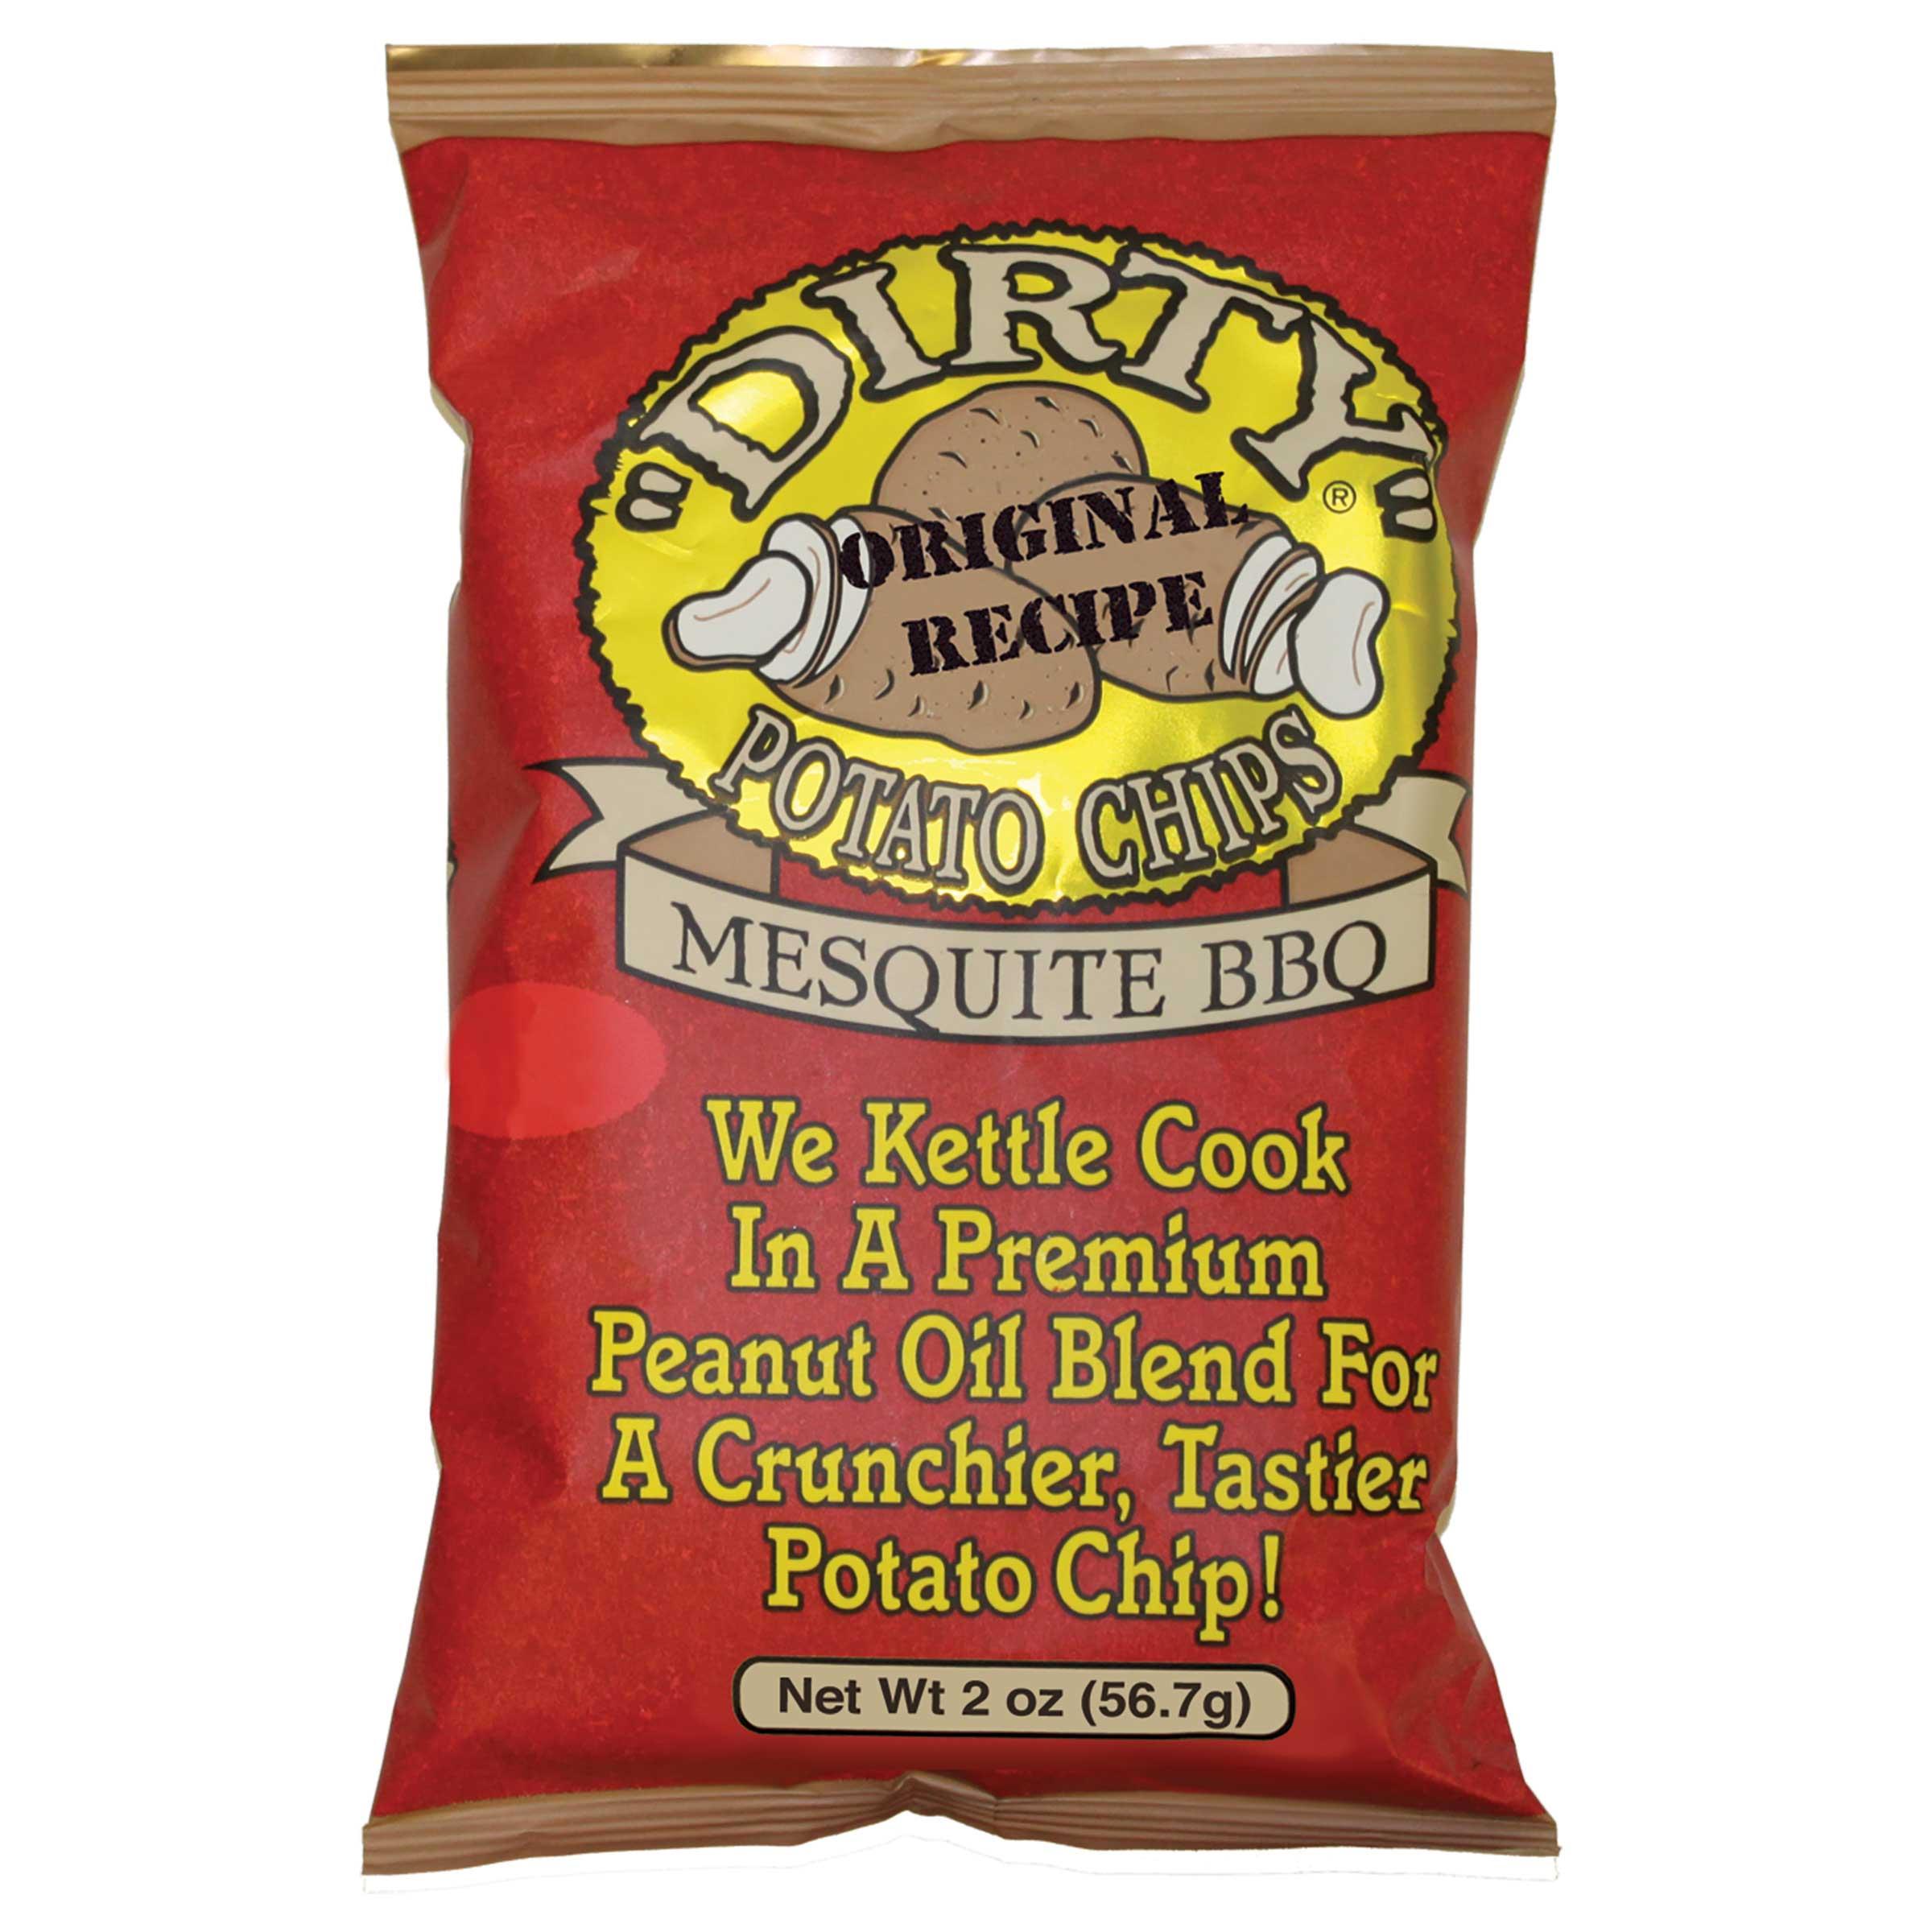 "DIRTY"®
ORIGINAL
RECIPE
POTATO CHIPS
MESQUITE BBQ
We Kettle Cook
In A Premium
Peanut Oil Blend For
A Crunchier, Tastier
Potato Chip!
Net Wt 2 oz (56.7g)